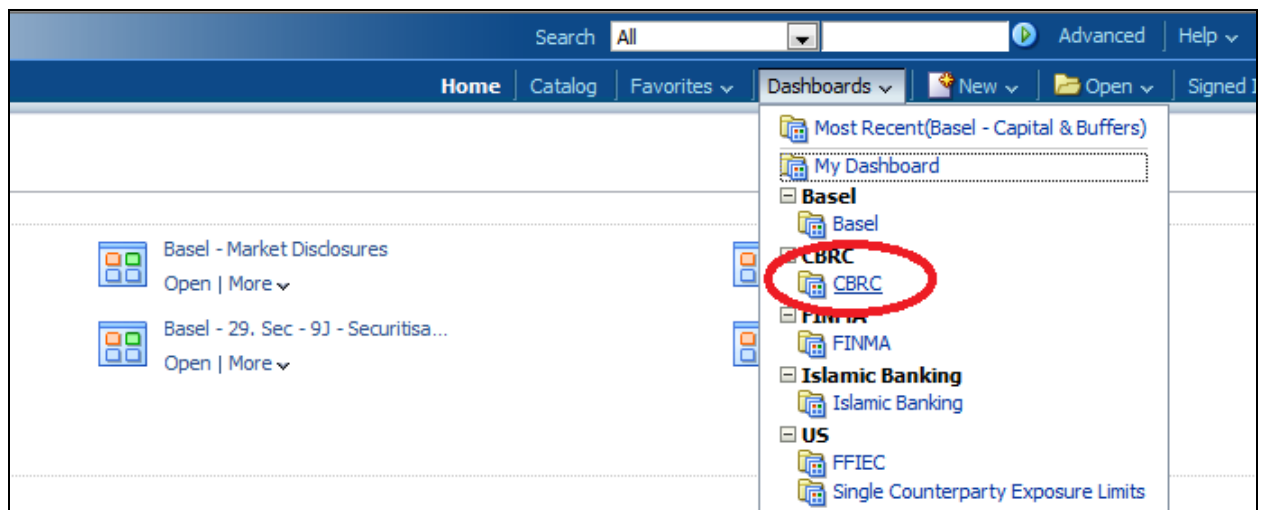 Search All Advanced Help
Home Catalog Favorites Dashboards New Open Signed
Most Recent(Basel - Capital & Buffers)
My Dashboard
Basel
Basel
Basel - Market Disclosures
Open | More
CBRC
CBRC
Basel - 29. Sec - 9J - Securitisa...
Open | More
FINMA
FINMA
Islamic Banking
Islamic Banking
US
FFIEC
Single Counterparty Exposure Limits